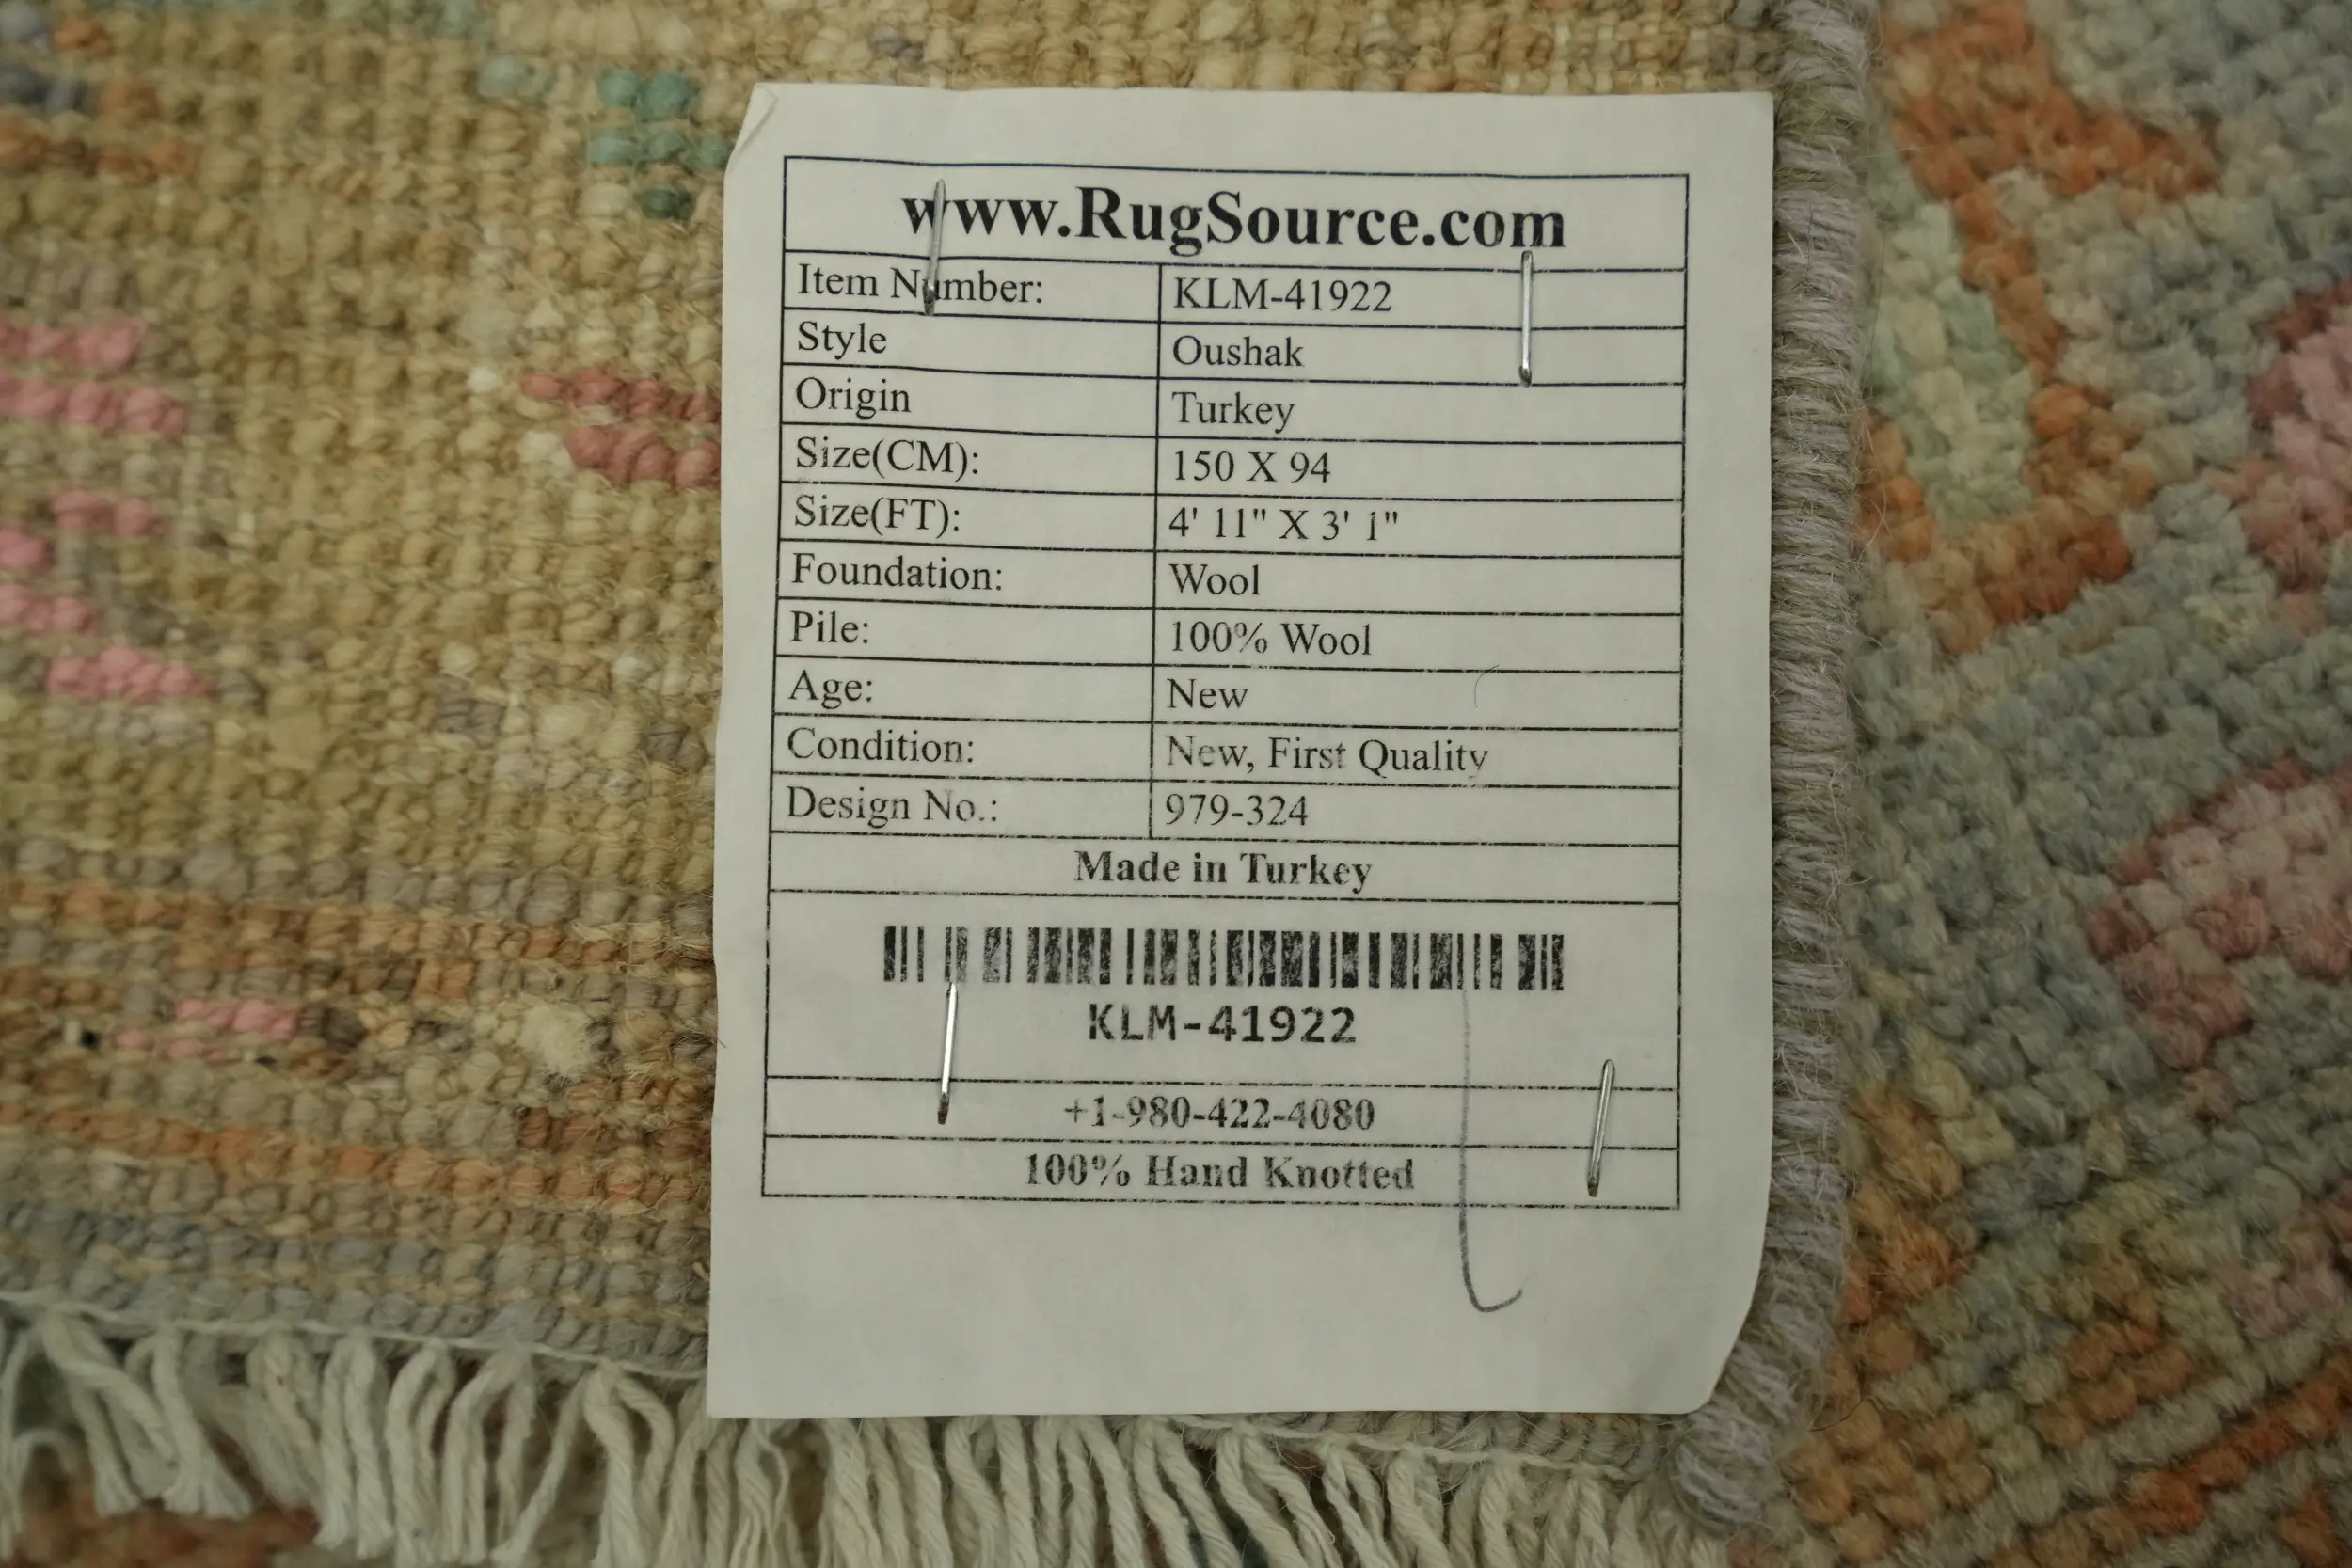 www.RugSource.com
Item Number: KLM-41922
Style Oushak
Origin Turkey
Size(CM): 150 X 94
Size(FT): 4' 11" X 3' 1"
Foundation: Wool
Pile: 100% Wool
Age: New
Condition: New, First Quality
Design No.: 979-324
Made in Turkey
KLM-41922
+1-980-422-4080
100% Hand Knotted